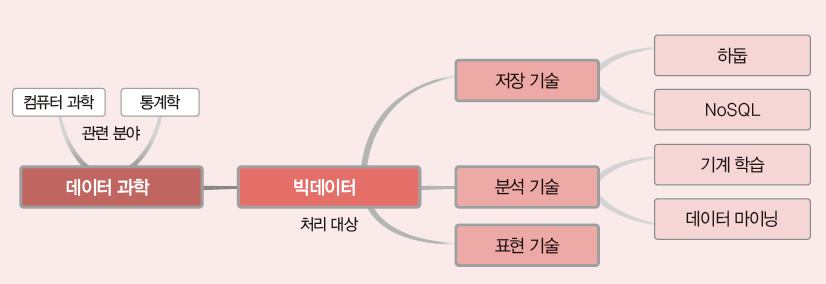 컴퓨터 과학
통계학
관련 분야
데이터 과학
빅데이터
처리 대상
저장 기술
하둡
NoSQL
분석 기술
기계 학습
데이터 마이닝
표현 기술